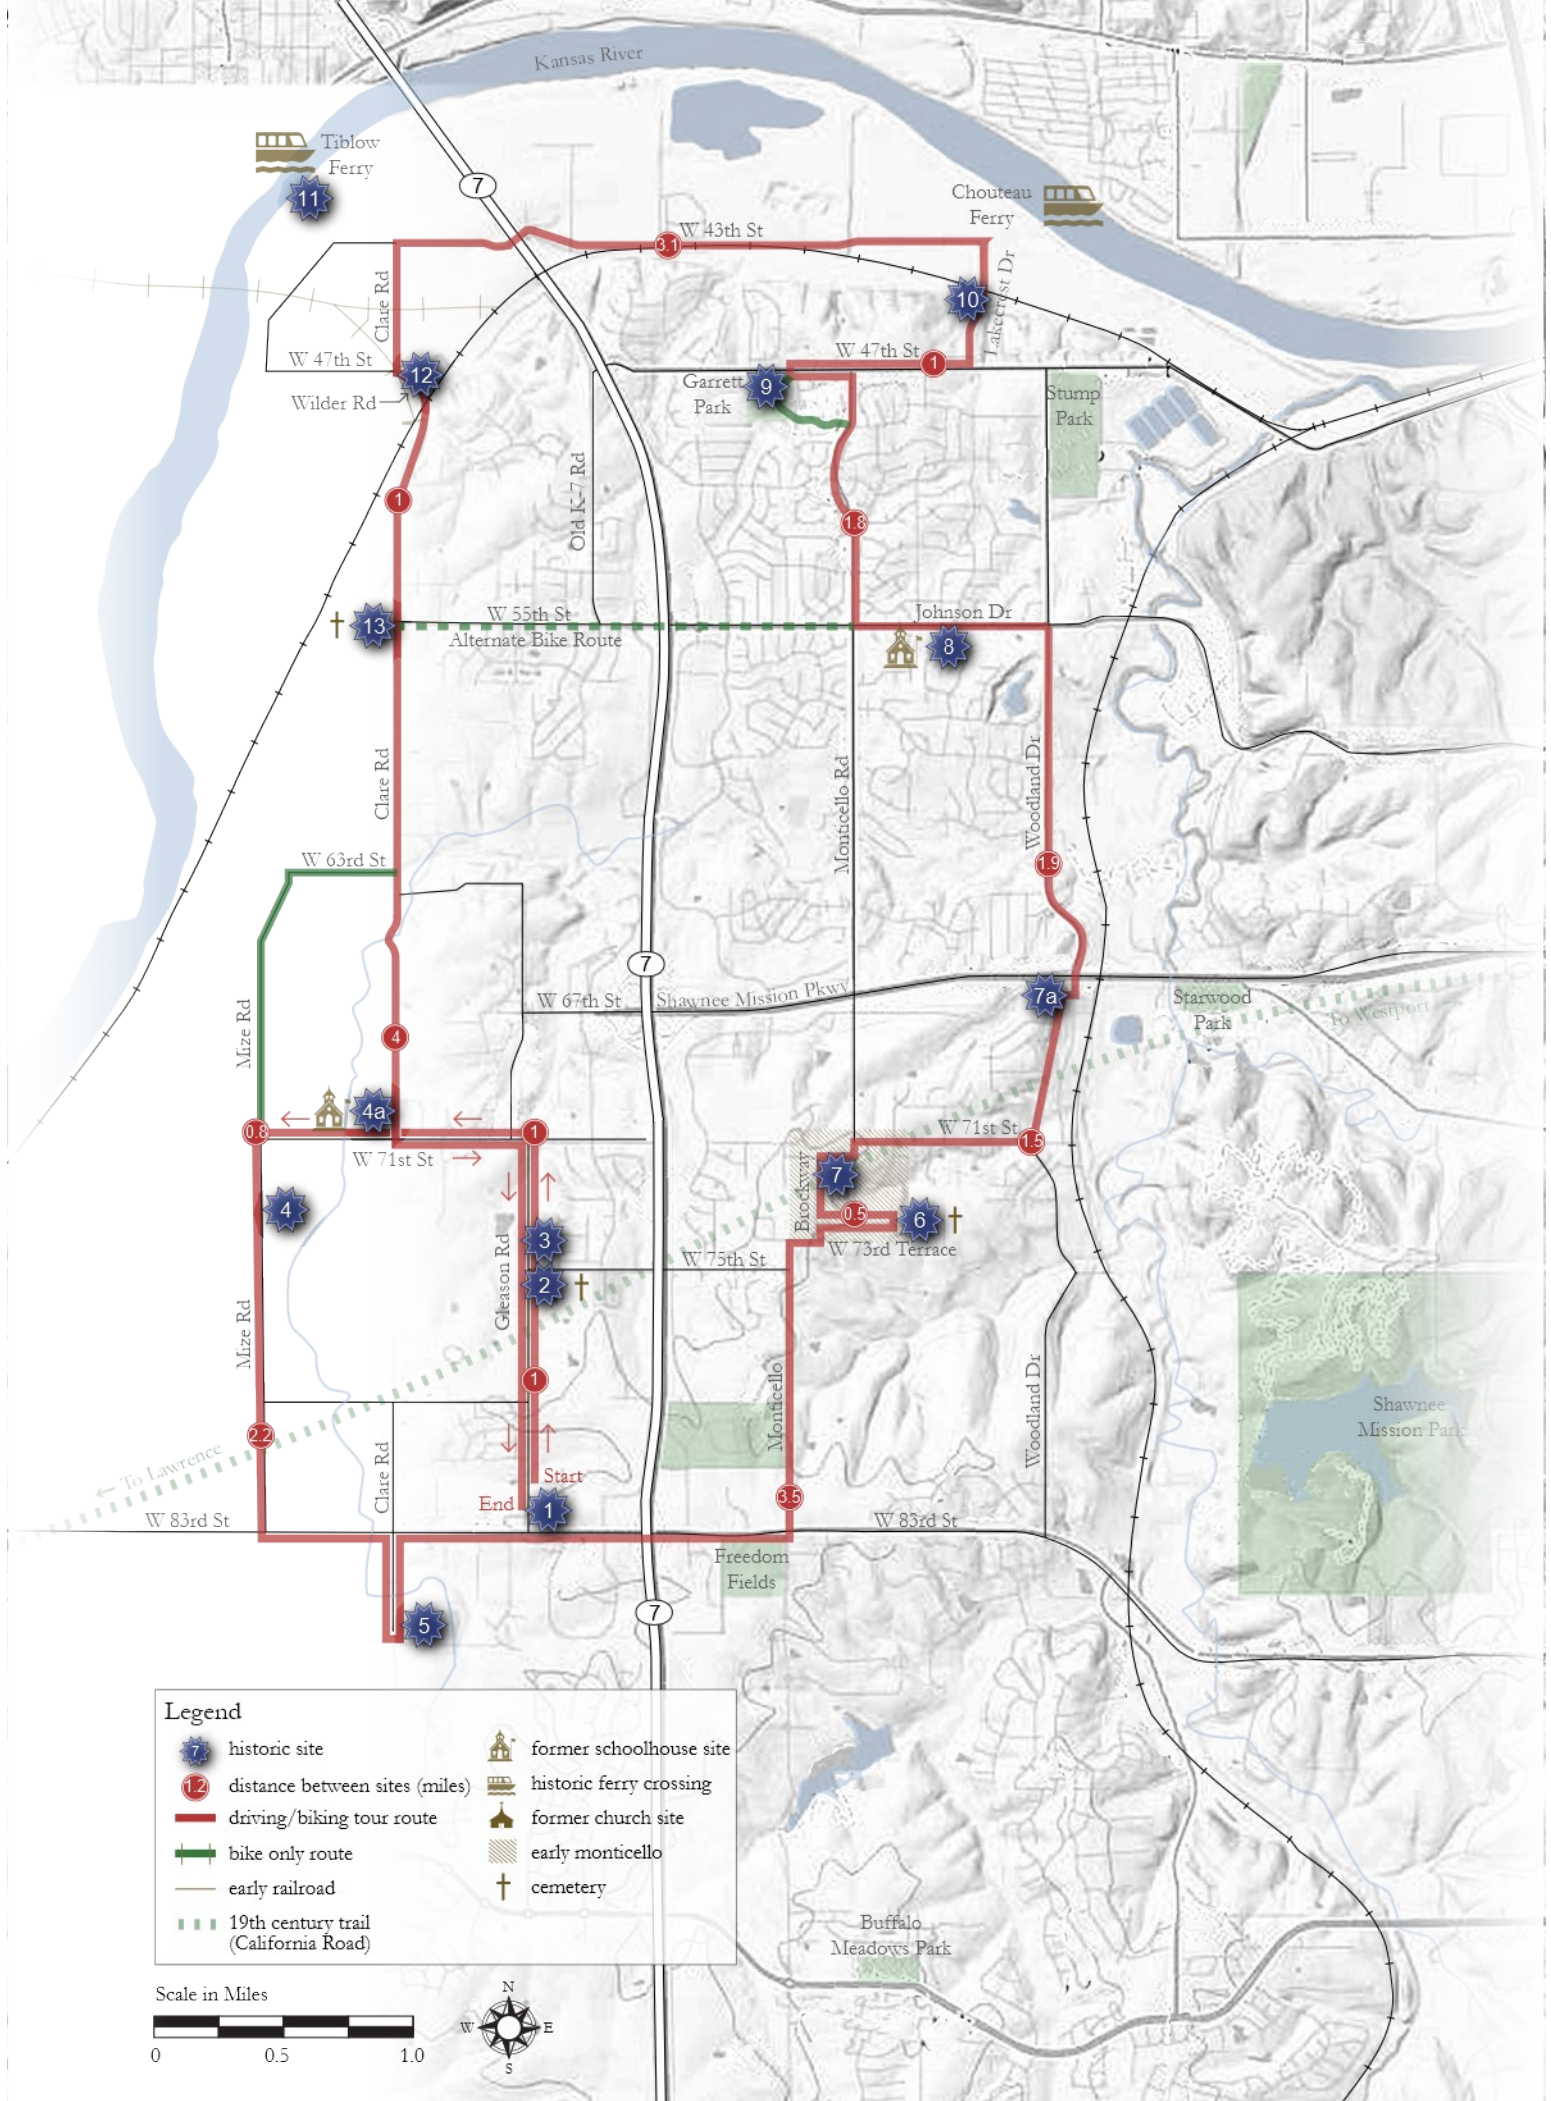 Kansas River
Tiblow
Ferry
11
7
Chouteau
Ferry
W 43th St
3.1
Clare Rd
10
Lakecrest Dr
W 47th St
W 47th St
1
12
Garrett
Park
9
Wilder Rd
Stump
Park
Old K-7 Rd
1
1.8
13
W 55th St
Alternate Bike Route
Johnson Dr
8
Clare Rd
Monticello Rd
Woodland Dr
W 63rd St
1.9
7
Mize Rd
W 67th St
Shawnee Mission Pkwy
7a
Starwood
Park
To Westport
4
4a
0.8
1
W 71st St
W 71st St
1.5
7
Brockway
4
0.5
6
3
W 73rd Terrace
Gleason Rd
2
W 75th St
Mize Rd
1
Monticello
Woodland Dr
Shawnee
Mission Park
2.2
To Lawrence
Clare Rd
Start
End
1
3.5
W 83rd St
W 83rd St
Freedom
Fields
7
5
Legend
7
historic site
1.2
distance between sites (miles)
driving/biking tour route
bike only route
early railroad
19th century trail
(California Road)
former schoolhouse site
historic ferry crossing
former church site
early monticello
cemetery
Buffalo
Meadows Park
Scale in Miles
0
0.5
1.0
N
W
E
S